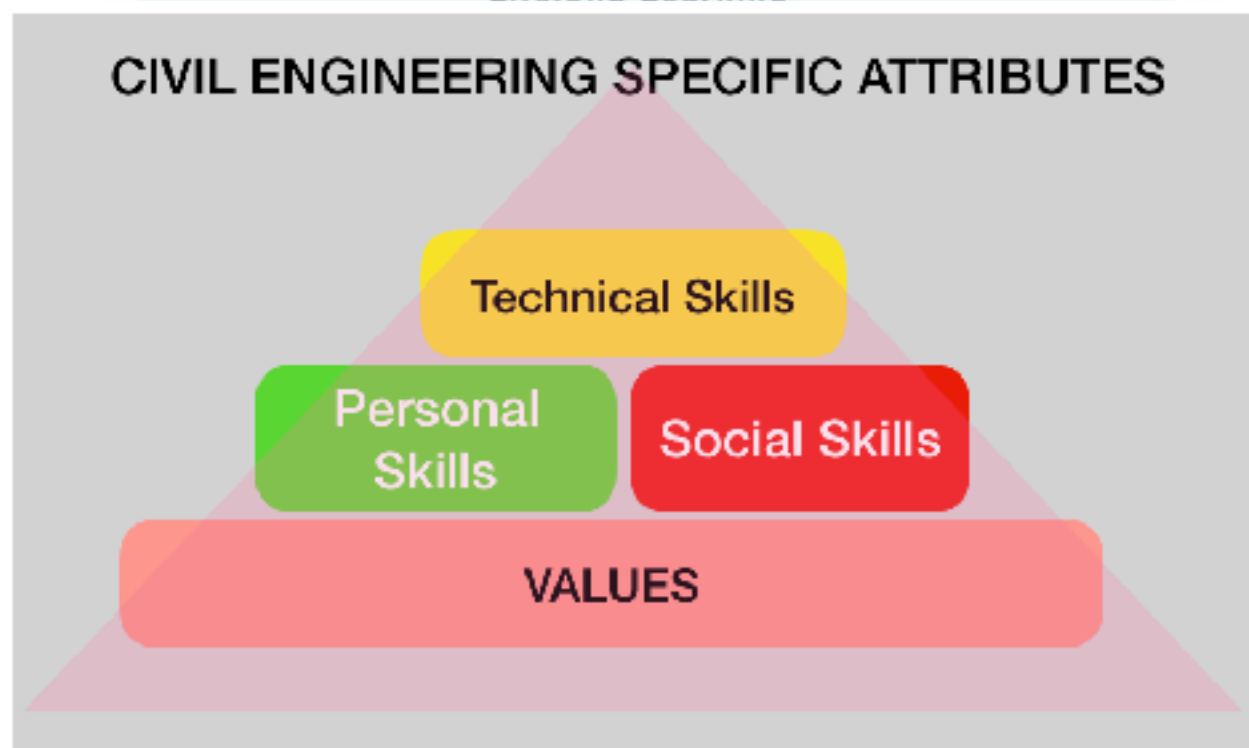 CIVIL ENGINEERING SPECIFIC ATTRIBUTES
Technical Skills
Personal
Skills
Social Skills
VALUES